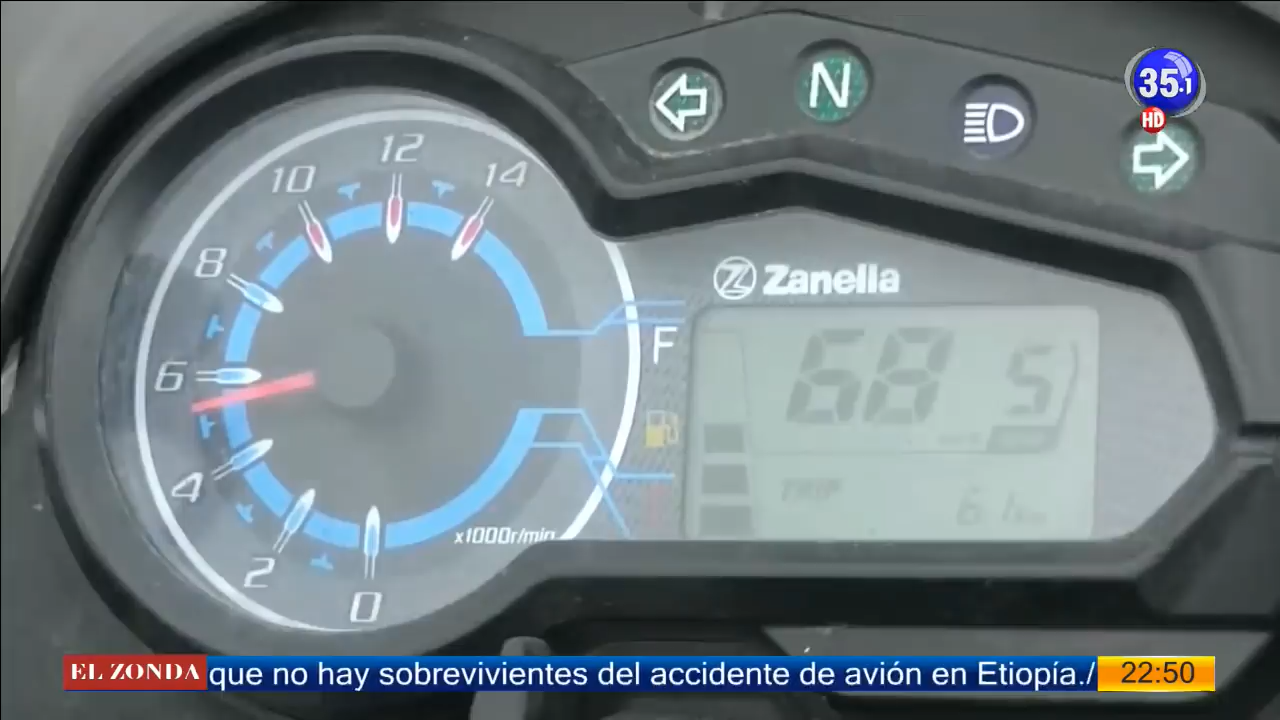 35.1
HD
N
12
10
14
8
Zanella
F
68 5
6
4
TRIP
x1000r/min
2
0
EL ZONDA que no hay sobrevivientes del accidente de avión en Etiopía./ 22:50